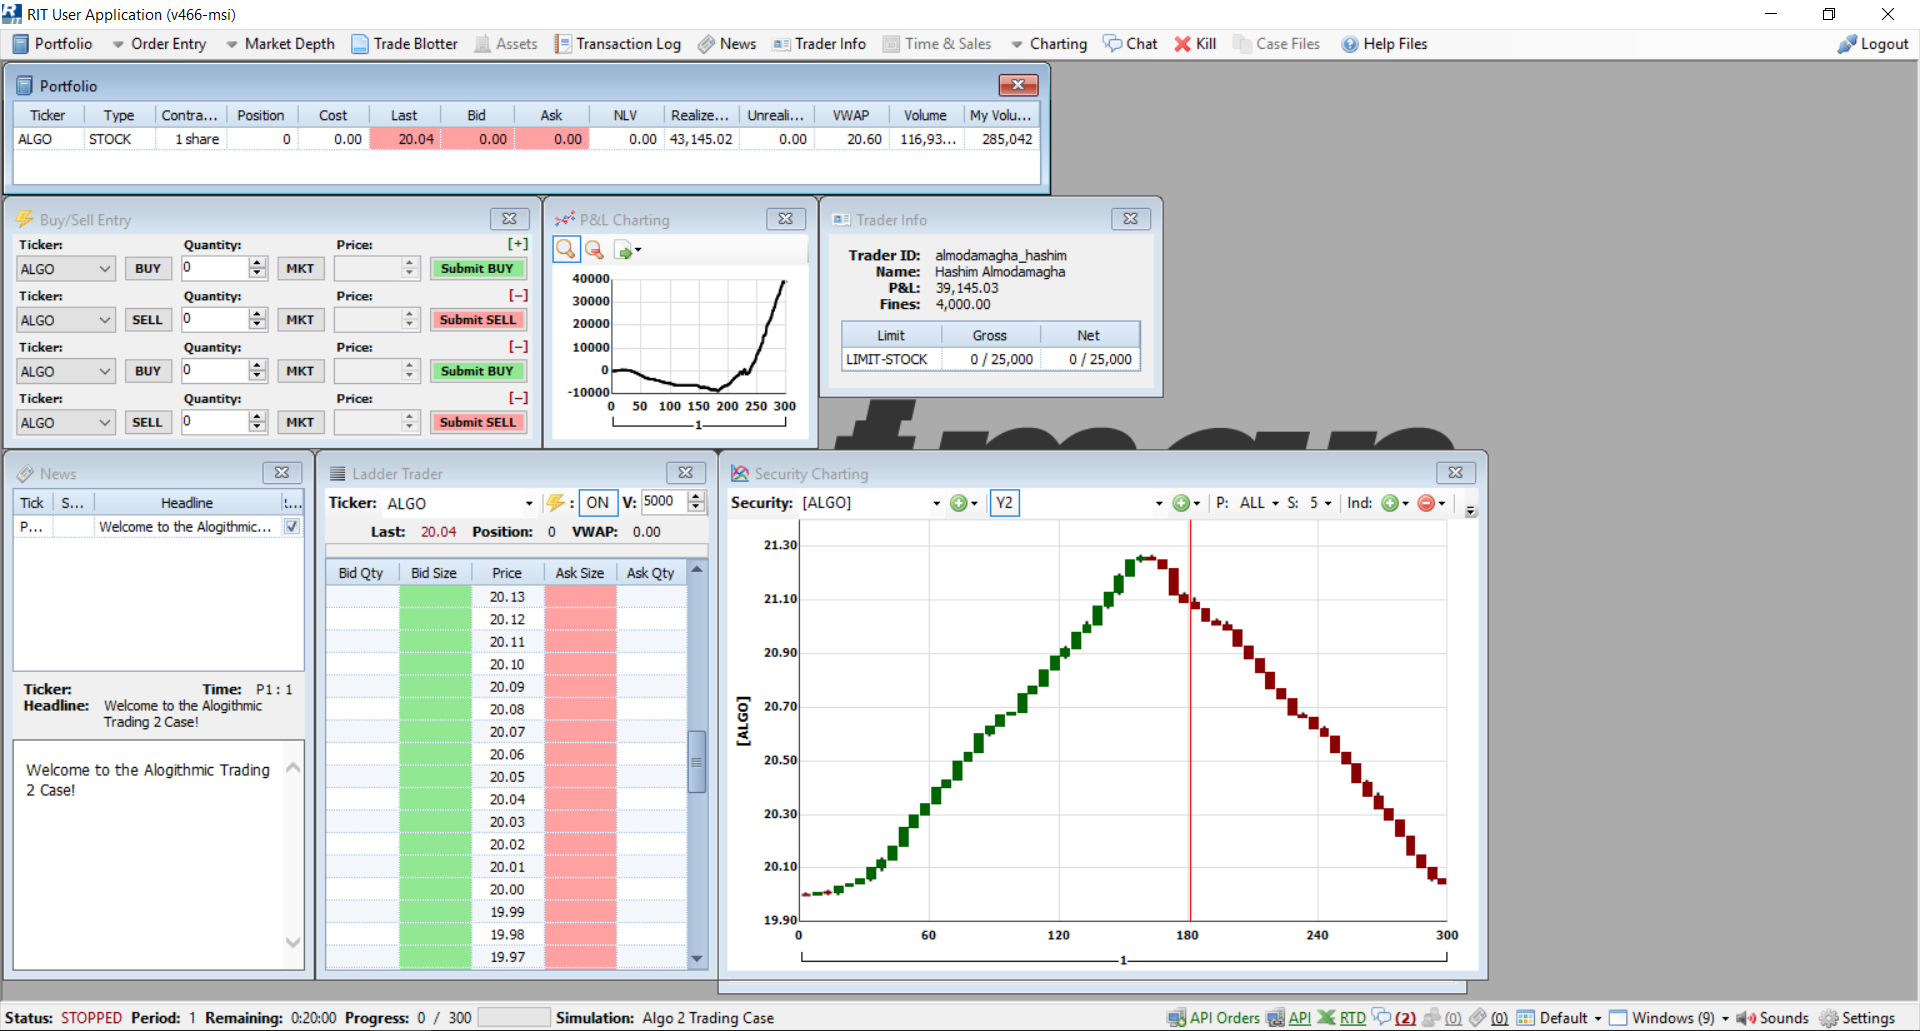 RIT User Application (v466-msi)
Portfolio Order Entry Market Depth Trade Blotter Assets Transaction Log News Trader Info Time & Sales Charting Chat Kill Case Files Help Files Logout
Portfolio
Ticker Type Contra... Position Cost Last Bid Ask NLV Realize... Unreali... VWAP Volume My Volu...
ALGO STOCK 1 share 0 0.00 20.04 0.00 0.00 0.00 43,145.02 0.00 20.60 116,93... 285,042
Buy/Sell Entry
Ticker: Quantity: Price: [+]
ALGO BUY 0 MKT Submit BUY
Ticker: Quantity: Price: [−]
ALGO SELL 0 MKT Submit SELL
Ticker: Quantity: Price: [−]
ALGO BUY 0 MKT Submit BUY
Ticker: Quantity: Price: [−]
ALGO SELL 0 MKT Submit SELL
P&L Charting
40000
30000
20000
10000
0
-10000
0 50 100 150 200 250 300
1
Trader Info
Trader ID: almodamagha_hashim
Name: Hashim Almodamagha
P&L: 39,145.03
Fines: 4,000.00
Limit Gross Net
LIMIT-STOCK 0 / 25,000 0 / 25,000
News
Tick S... Headline
P... Welcome to the Alogithmic...
Ticker: Time: P1 : 1
Headline: Welcome to the Alogithmic
Trading 2 Case!
Welcome to the Alogithmic Trading
2 Case!
Ladder Trader
Ticker: ALGO : ON V: 5000
Last: 20.04 Position: 0 VWAP: 0.00
Bid Qty Bid Size Price Ask Size Ask Qty
20.13
20.12
20.11
20.10
20.09
20.08
20.07
20.06
20.05
20.04
20.03
20.02
20.01
20.00
19.99
19.98
19.97
Security Charting
Security: [ALGO] Y2 P: ALL S: 5 Ind:
21.30
21.10
20.90
20.70
20.50
20.30
20.10
19.90
[ALGO]
0 60 120 180 240 300
1
Status: STOPPED Period: 1 Remaining: 0:20:00 Progress: 0 / 300 Simulation: Algo 2 Trading Case API Orders API RTD (2) (0) (0) Default Windows (9) Sounds Settings